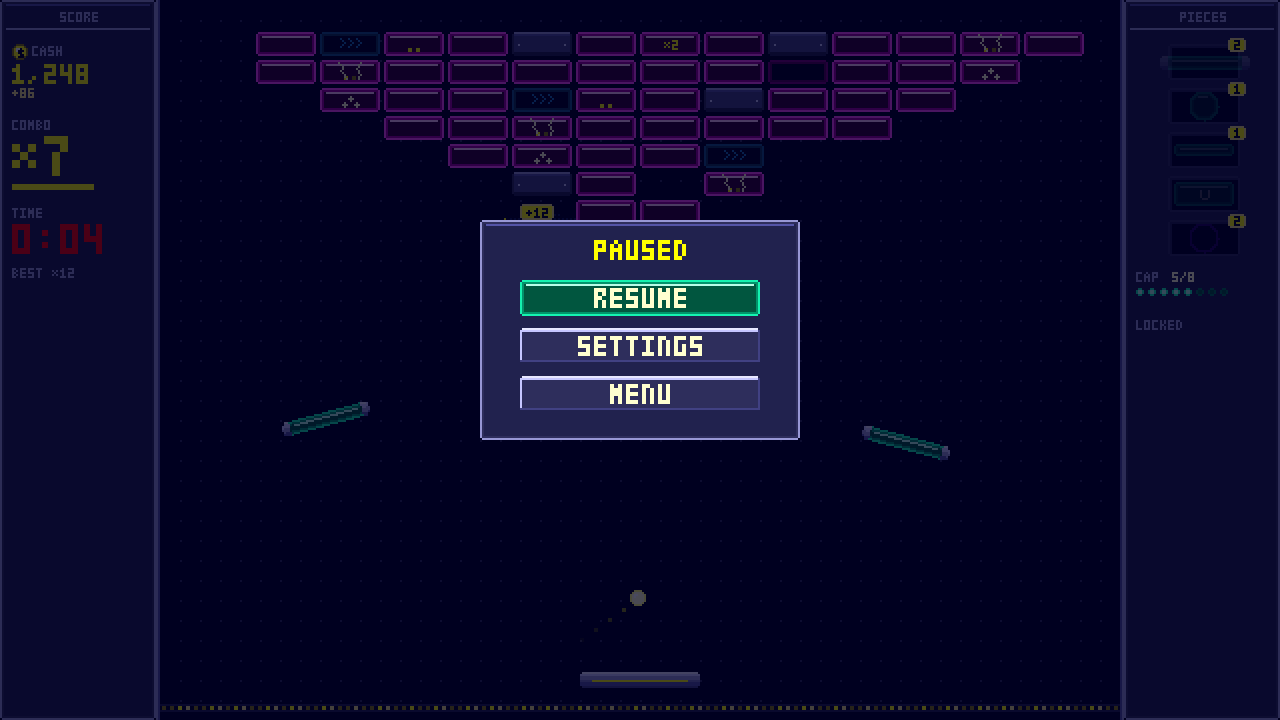 SCORE
CASH
1,248
+86
COMBO
×7
TIME
0:04
BEST ×12
×2
+12
PAUSED
RESUME
SETTINGS
MENU
PIECES
2
1
1
2
CAP 5/8
LOCKED